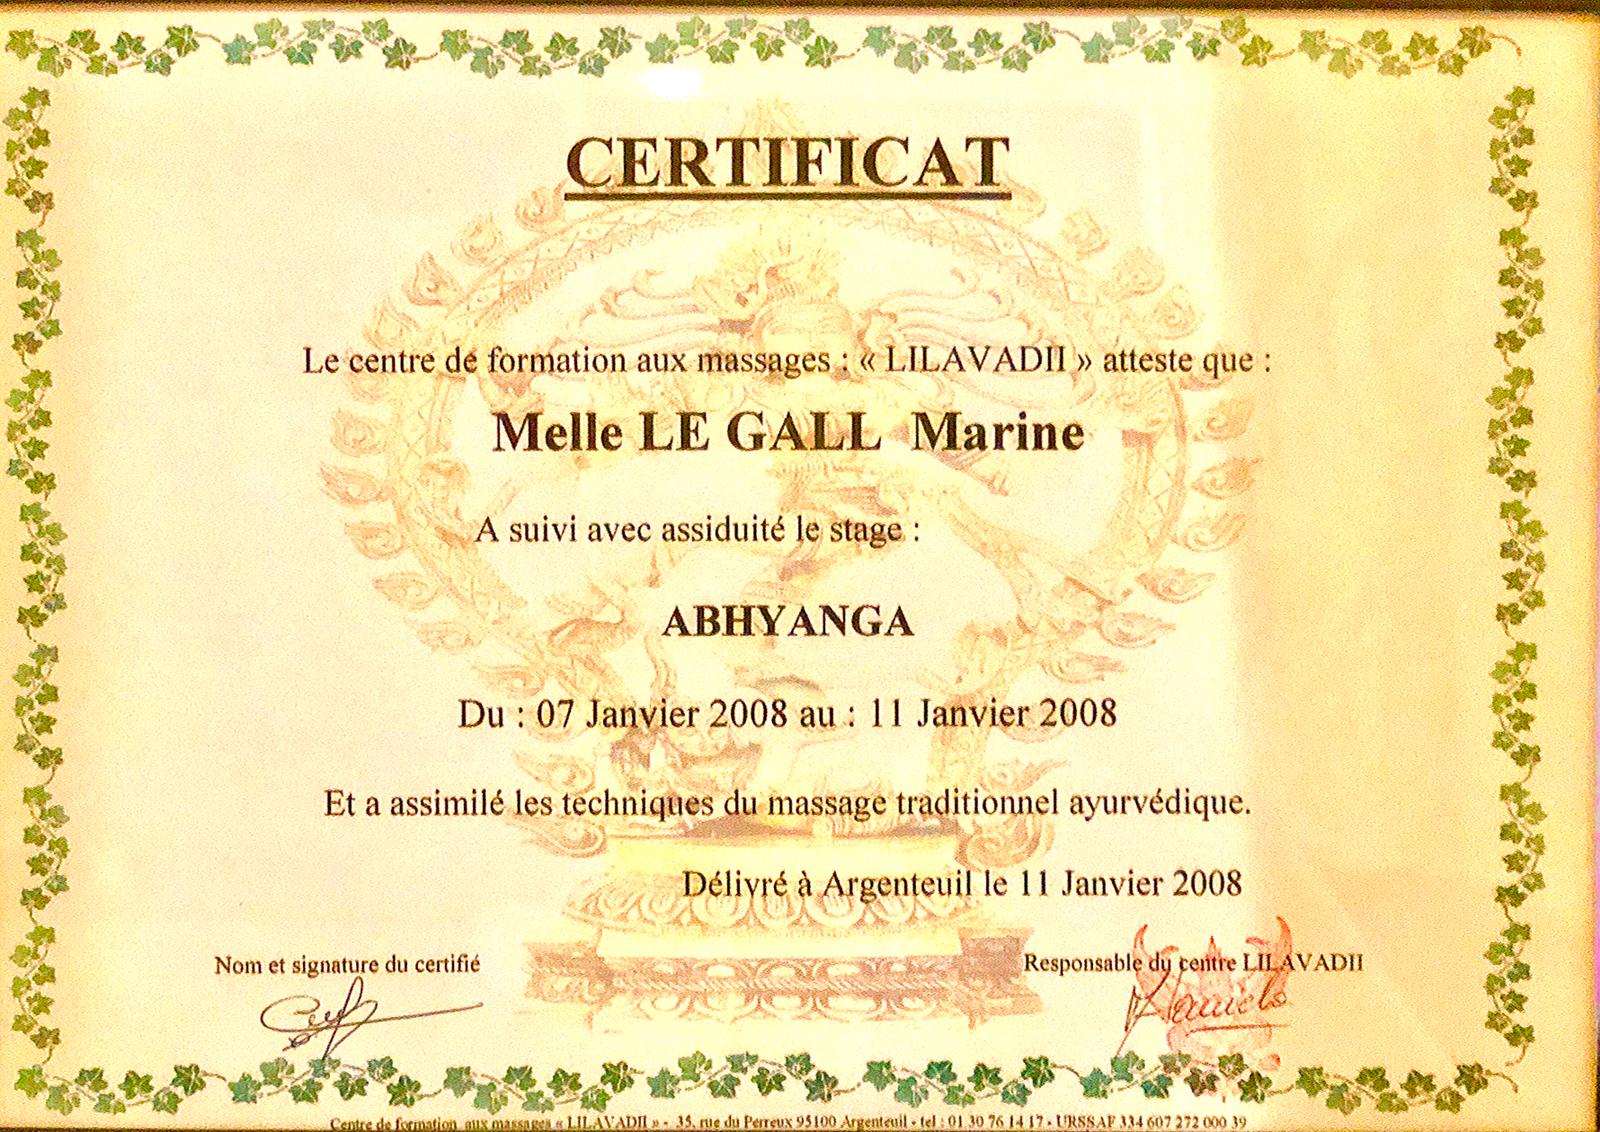 CERTIFICAT
Le centre de formation aux massages : « LILAVADII » atteste que :
Melle LE GALL Marine
A suivi avec assiduité le stage :
ABHYANGA
Du : 07 Janvier 2008 au : 11 Janvier 2008
Et a assimilé les techniques du massage traditionnel ayurvédique.
Délivré à Argenteuil le 11 Janvier 2008
Nom et signature du certifié
Responsable du centre LILAVADII
Centre de formation aux massages « LILAVADII » - 35, rue du Perreux 95100 Argenteuil - tel : 01 30 76 14 17 - URSSAF 334 607 272 000 39